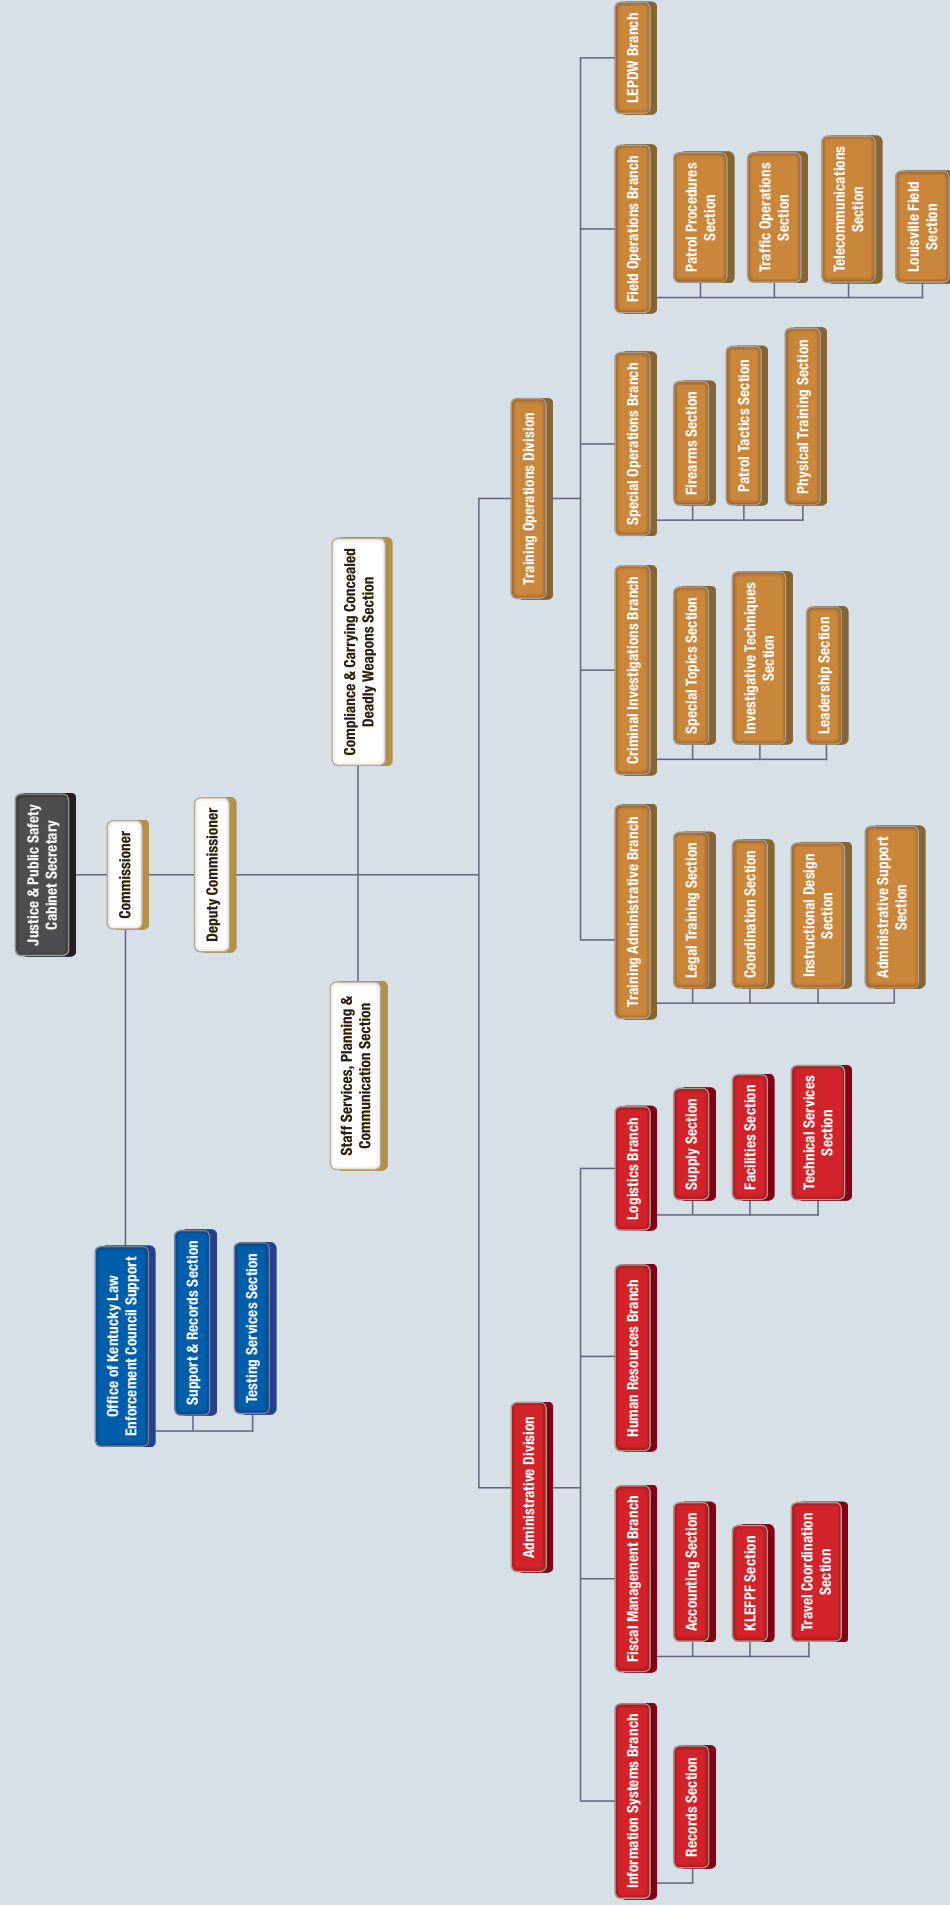 Justice & Public Safety
Cabinet Secretary
Commissioner
Deputy Commissioner
Office of Kentucky Law
Enforcement Council Support
Support & Records Section
Testing Services Section
Staff Services, Planning &
Communication Section
Compliance & Carrying Concealed
Deadly Weapons Section
Administrative Division
Information Systems Branch
Records Section
Fiscal Management Branch
Accounting Section
KLEFPF Section
Travel Coordination
Section
Human Resources Branch
Logistics Branch
Supply Section
Facilities Section
Technical Services
Section
Training Operations Division
Training Administrative Branch
Legal Training Section
Coordination Section
Instructional Design
Section
Administrative Support
Section
Criminal Investigations Branch
Special Topics Section
Investigative Techniques
Section
Leadership Section
Special Operations Branch
Firearms Section
Patrol Tactics Section
Physical Training Section
Field Operations Branch
Patrol Procedures
Section
Traffic Operations
Section
Telecommunications
Section
Louisville Field
Section
LEPDW Branch